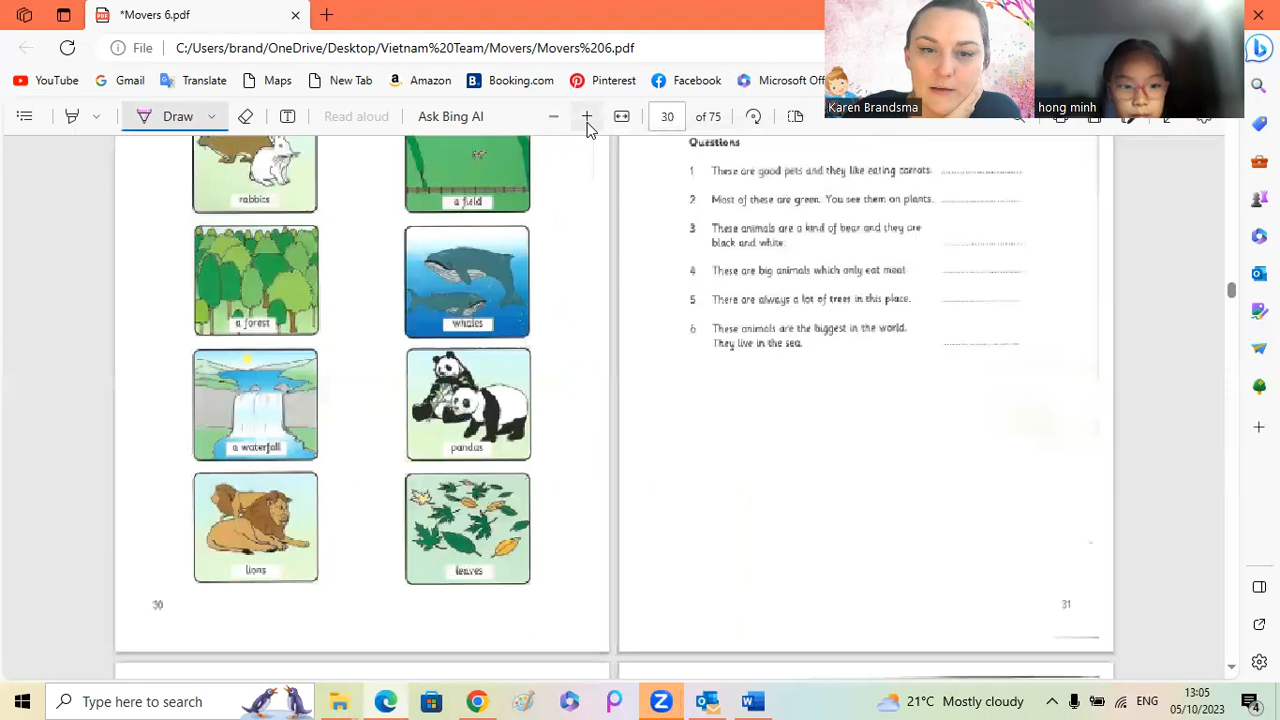 *Movers 6.pdf
File
C:/Users/brand/OneDrive/Desktop/Vietnam%20Team/Movers/Movers%206.pdf
YouTube
Gmail
Translate
Maps
New Tab
Amazon
Booking.com
Pinterest
Facebook
Microsoft Offi
Karen Brandsma
hong minh
Draw
Read aloud
Ask Bing AI
30 of 75
rabbits
a forest
whales
a waterfall
pandas
lions
leaves
30
Questions
1 These are good pets and they like eating carrots.
2 Most of these are green. You see them on plants.
3 These animals are a kind of bear and they are
black and white.
4 These are big animals which only eat meat
5 There are always a lot of trees in this place.
6 These animals are the biggest in the world.
They live in the sea.
31
Type here to search
21°C Mostly cloudy
ENG
13:05
05/10/2023
4